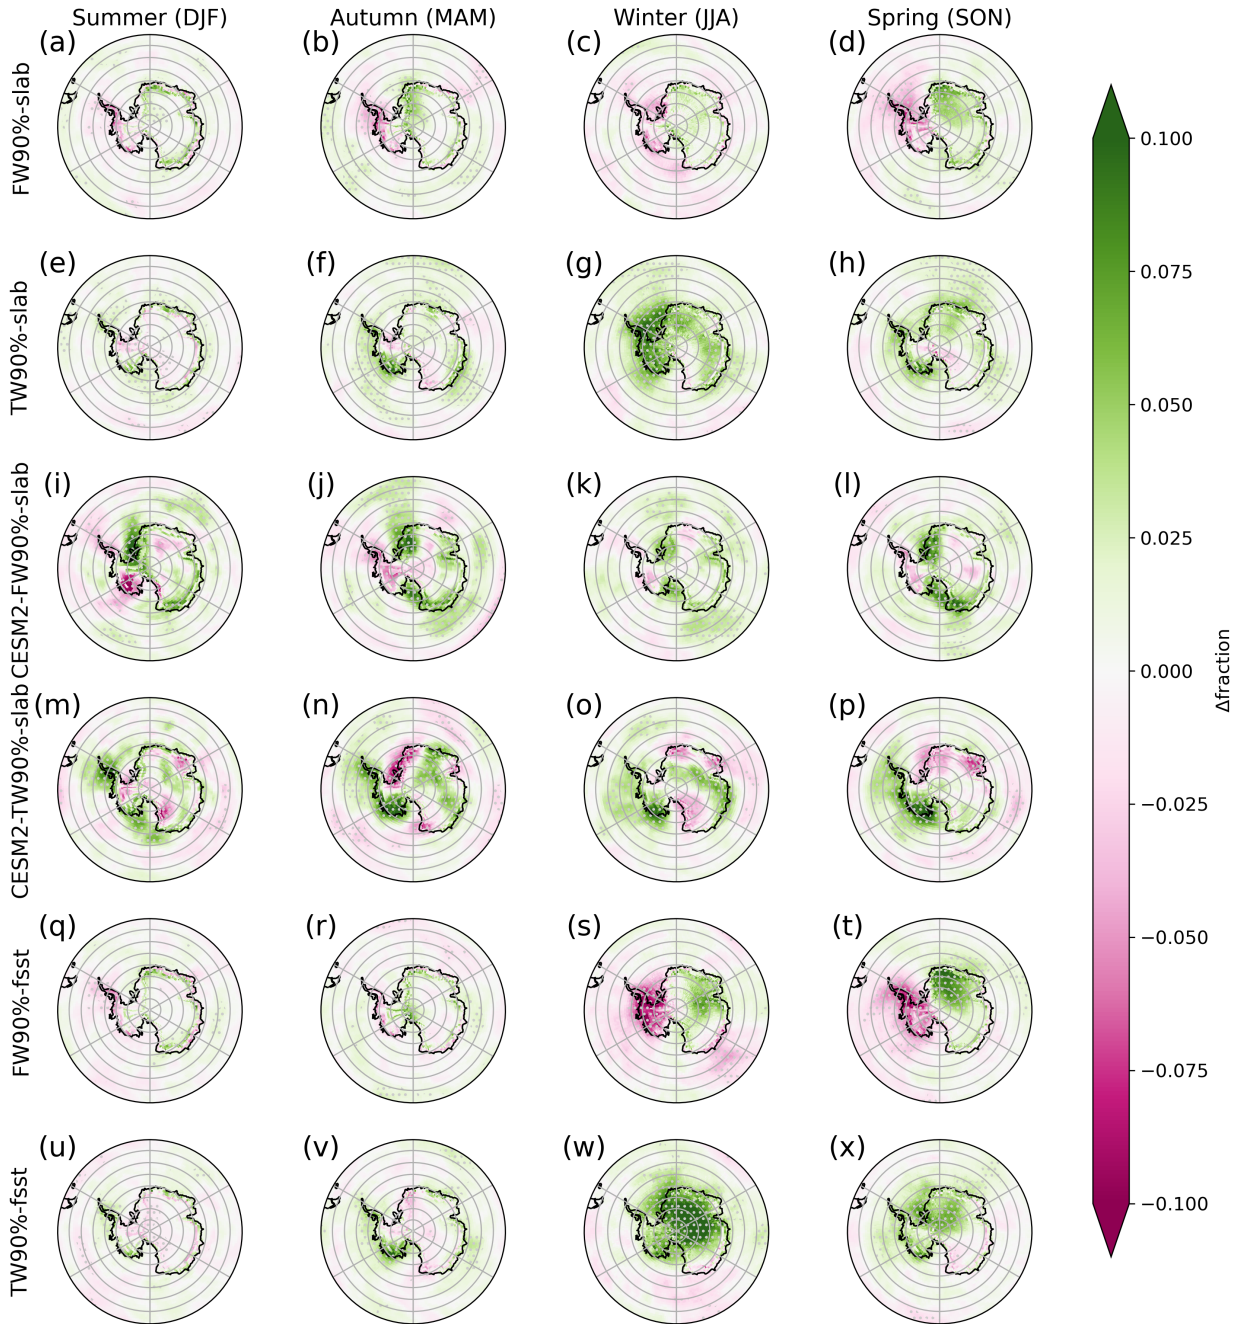 Summer (DJF) Autumn (MAM) Winter (JJA) Spring (SON)
(a) (b) (c) (d)
FW90%-slab
(e) (f) (g) (h)
TW90%-slab
(i) (j) (k) (l)
CESM2-FW90%-slab
(m) (n) (o) (p)
CESM2-TW90%-slab
(q) (r) (s) (t)
FW90%-fsst
(u) (v) (w) (x)
TW90%-fsst
0.100
0.075
0.050
0.025
0.000
−0.025
−0.050
−0.075
−0.100
Δfraction